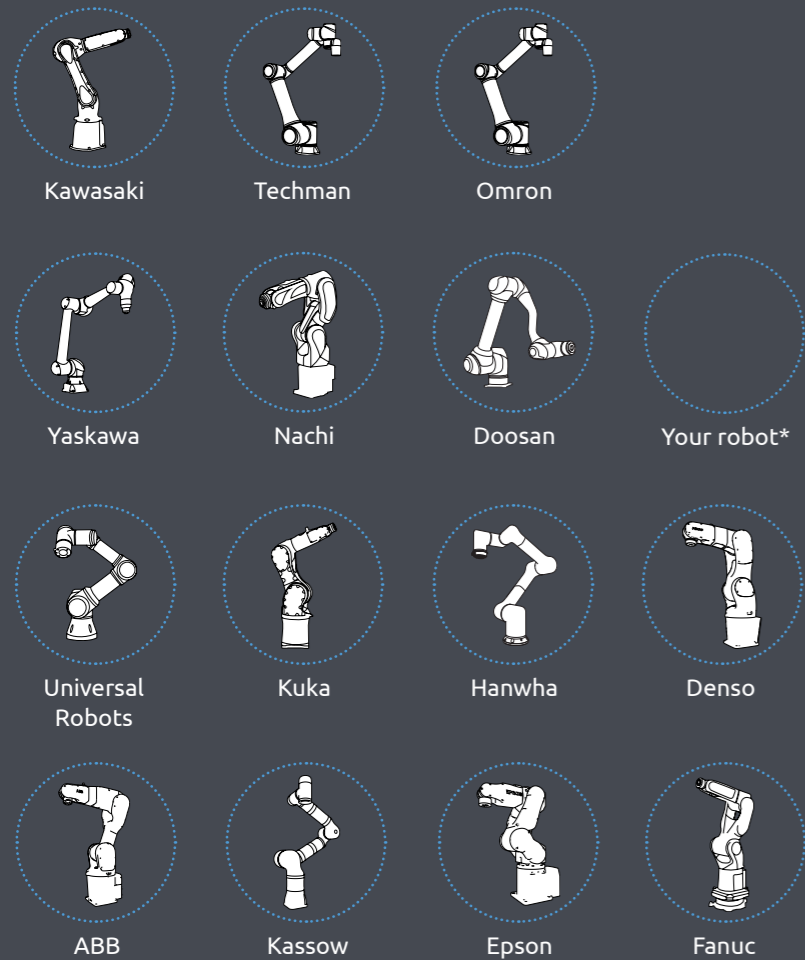 Kawasaki
Techman
Omron
Yaskawa
Nachi
Doosan
Your robot*
Universal
Robots
Kuka
Hanwha
Denso
ABB
Kassow
Epson
Fanuc